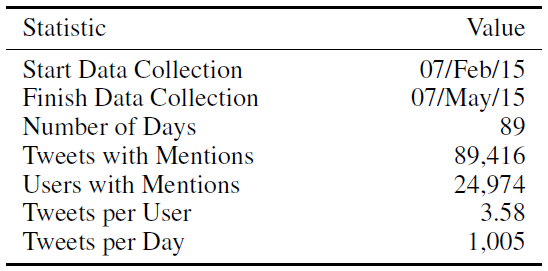 Statistic Value
Start Data Collection 07/Feb/15
Finish Data Collection 07/May/15
Number of Days 89
Tweets with Mentions 89,416
Users with Mentions 24,974
Tweets per User 3.58
Tweets per Day 1,005